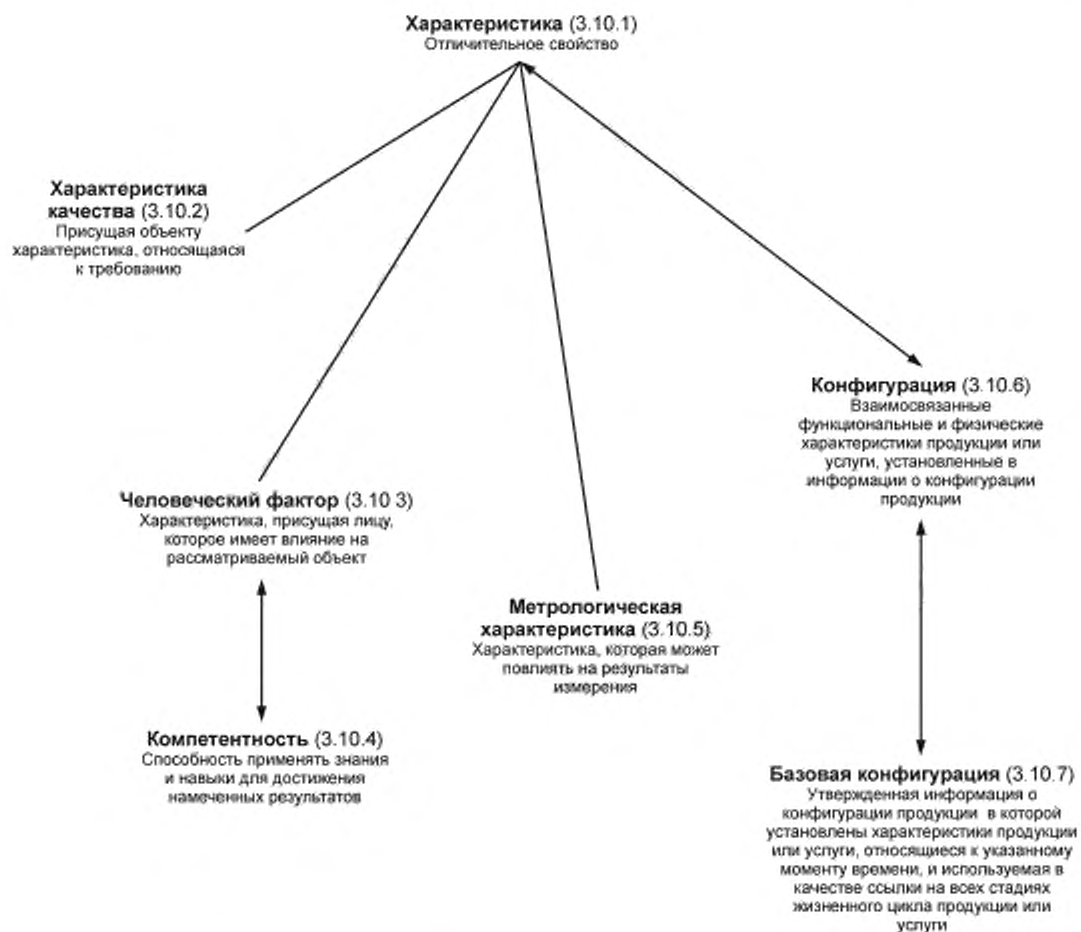 Характеристика (3.10.1)
Отличительное свойство
Характеристика
качества (3.10.2)
Присущая объекту
характеристика, относящаяся
к требованию
Конфигурация (3.10.6)
Взаимосвязанные
функциональные и физические
характеристики продукции или
услуги, установленные в
информации о конфигурации
продукции
Человеческий фактор (3.10 3)
Характеристика, присущая лицу,
которое имеет влияние на
рассматриваемый объект
Метрологическая
характеристика (3.10.5)
Характеристика, которая может
повлиять на результаты
измерения
Компетентность (3.10.4)
Способность применять знания
и навыки для достижения
намеченных результатов
Базовая конфигурация (3.10.7)
Утвержденная информация о
конфигурации продукции в которой
установлены характеристики продукции
или услуги, относящиеся к указанному
моменту времени, и используемая в
качестве ссылки на всех стадиях
жизненного цикла продукции или
услуги